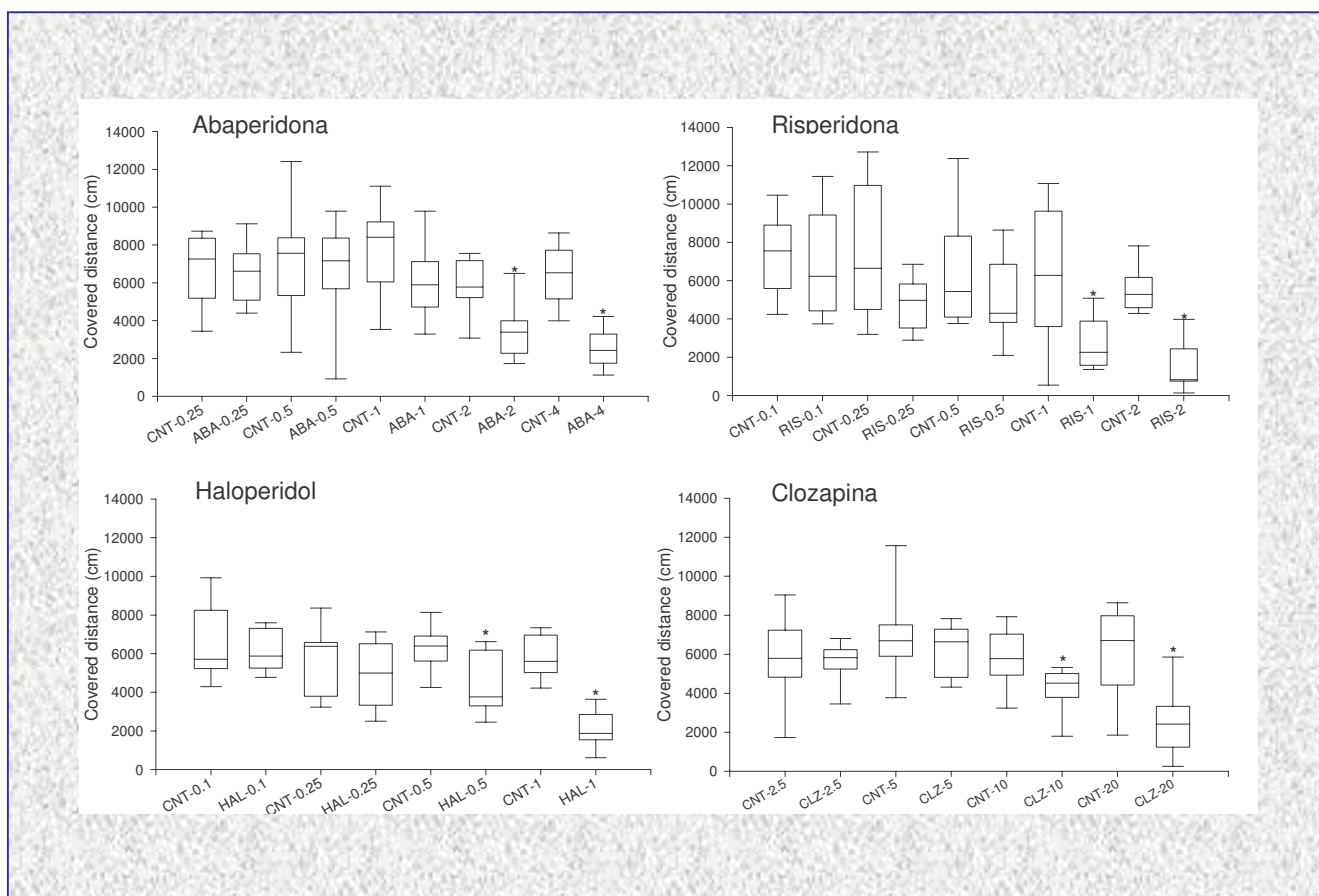 Abaperidona
14000
12000
10000
8000
6000
4000
2000
0
Covered distance (cm)
*
*
CNT-0.25
ABA-0.25
CNT-0.5
ABA-0.5
CNT-1
ABA-1
CNT-2
ABA-2
CNT-4
ABA-4
Risperidona
14000
12000
10000
8000
6000
4000
2000
0
Covered distance (cm)
*
*
CNT-0.1
RIS-0.1
CNT-0.25
RIS-0.25
CNT-0.5
RIS-0.5
CNT-1
RIS-1
CNT-2
RIS-2
Haloperidol
14000
12000
10000
8000
6000
4000
2000
0
Covered distance (cm)
*
*
CNT-0.1
HAL-0.1
CNT-0.25
HAL-0.25
CNT-0.5
HAL-0.5
CNT-1
HAL-1
Clozapina
14000
12000
10000
8000
6000
4000
2000
0
Covered distance (cm)
*
*
CNT-2.5
CLZ-2.5
CNT-5
CLZ-5
CNT-10
CLZ-10
CNT-20
CLZ-20